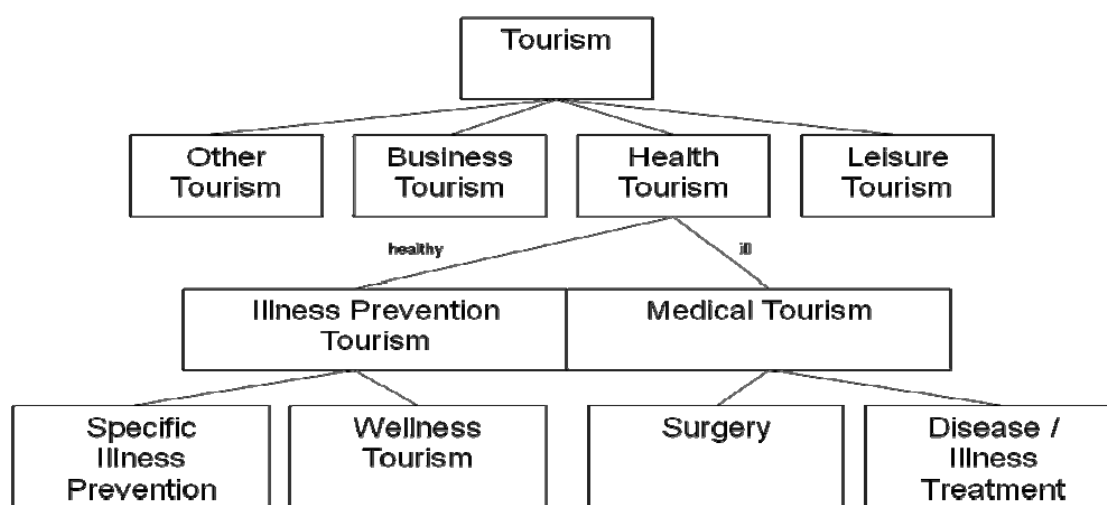 Tourism
Other
Tourism
Business
Tourism
Health
Tourism
Leisure
Tourism
healthy
ill
Illness Prevention
Tourism
Medical Tourism
Specific
Illness
Prevention
Wellness
Tourism
Surgery
Disease /
Illness
Treatment